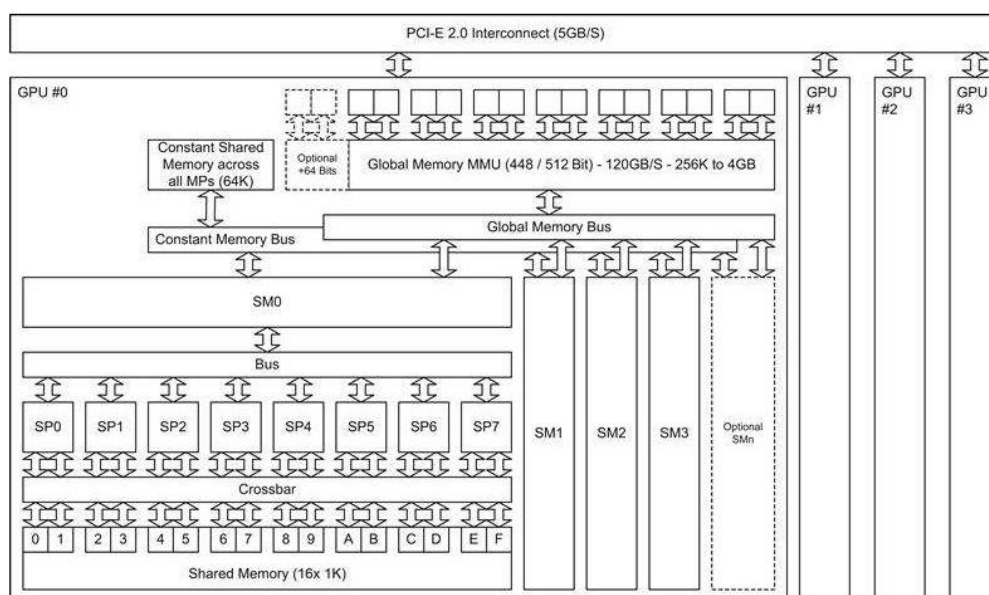 PCI-E 2.0 Interconnect (5GB/S)
GPU #0
GPU
#1
GPU
#2
GPU
#3
Constant Shared
Memory across
all MPs (64K)
Optional
+64 Bits
Global Memory MMU (448 / 512 Bit) - 120GB/S - 256K to 4GB
Global Memory Bus
Constant Memory Bus
SM0
Bus
SP0 SP1 SP2 SP3 SP4 SP5 SP6 SP7
SM1
SM2
SM3
Optional
SMn
Crossbar
0 1 2 3 4 5 6 7 8 9 A B C D E F
Shared Memory (16x 1K)